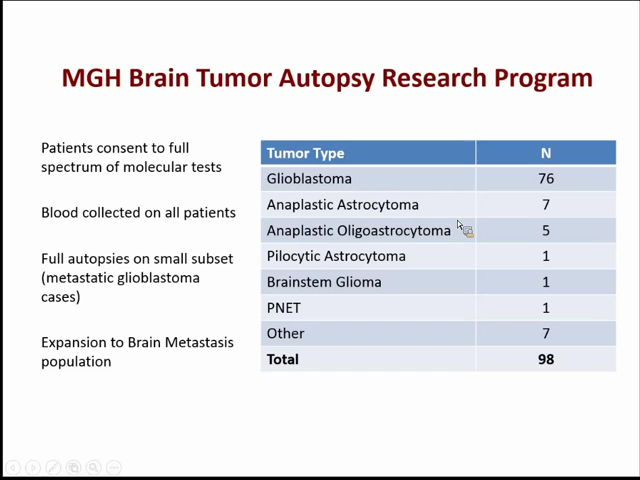 MGH Brain Tumor Autopsy Research Program
Patients consent to full
spectrum of molecular tests
Blood collected on all patients
Full autopsies on small subset
(metastatic glioblastoma
cases)
Expansion to Brain Metastasis
population
Tumor Type N
Glioblastoma 76
Anaplastic Astrocytoma 7
Anaplastic Oligoastrocytoma 5
Pilocytic Astrocytoma 1
Brainstem Glioma 1
PNET 1
Other 7
Total 98